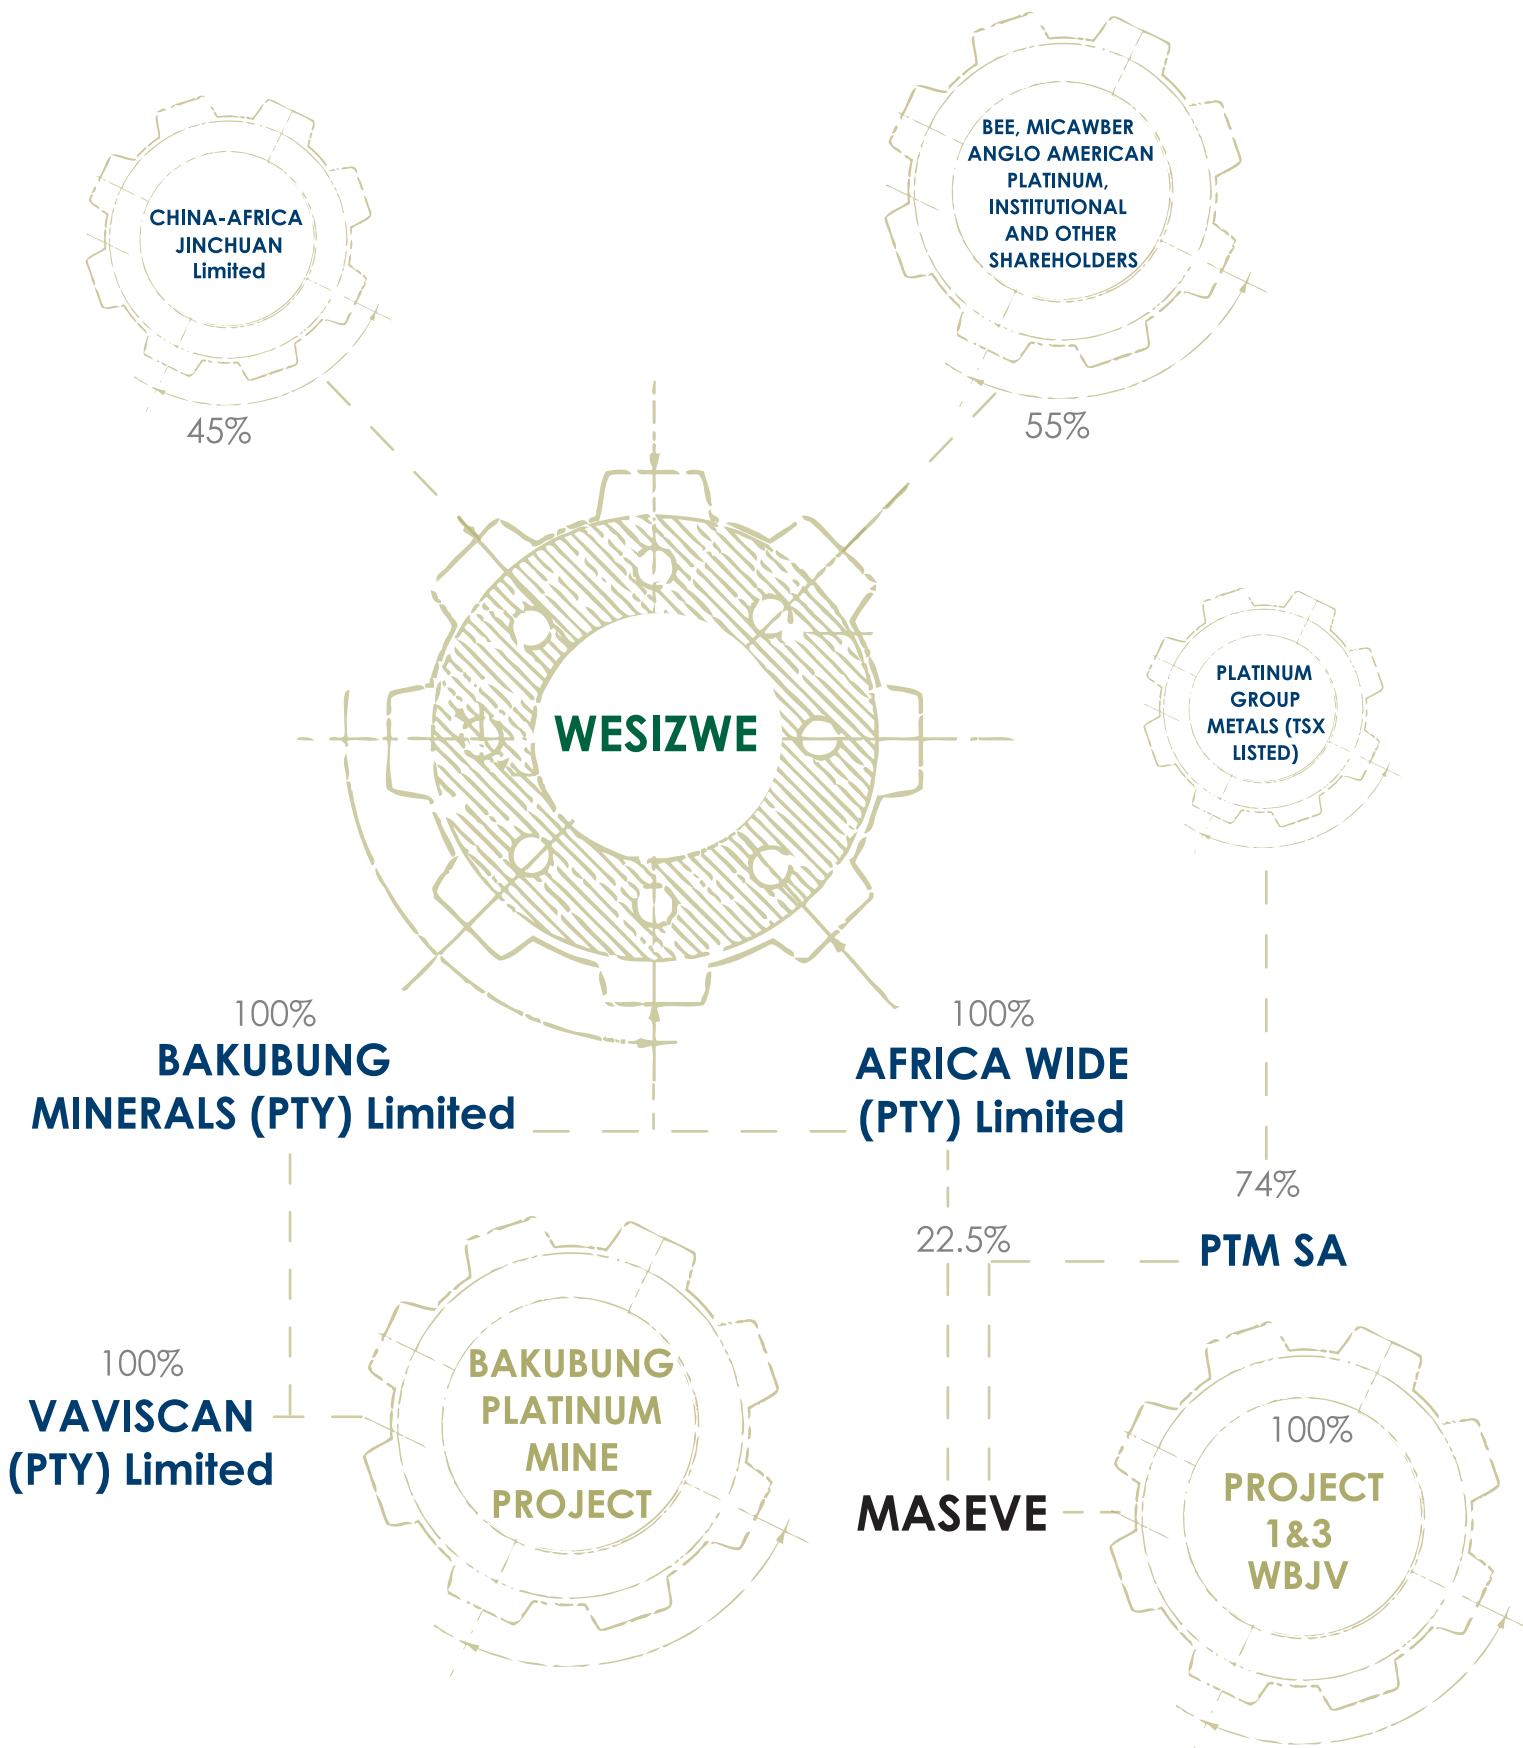 CHINA-AFRICA
JINCHUAN
Limited
45%
BEE, MICAWBER
ANGLO AMERICAN
PLATINUM,
INSTITUTIONAL
AND OTHER
SHAREHOLDERS
55%
WESIZWE
PLATINUM
GROUP
METALS (TSX
LISTED)
100%
BAKUBUNG
MINERALS (PTY) Limited
100%
AFRICA WIDE
(PTY) Limited
74%
PTM SA
22.5%
100%
VAVISCAN
(PTY) Limited
BAKUBUNG
PLATINUM
MINE
PROJECT
MASEVE
100%
PROJECT
1&3
WBJV